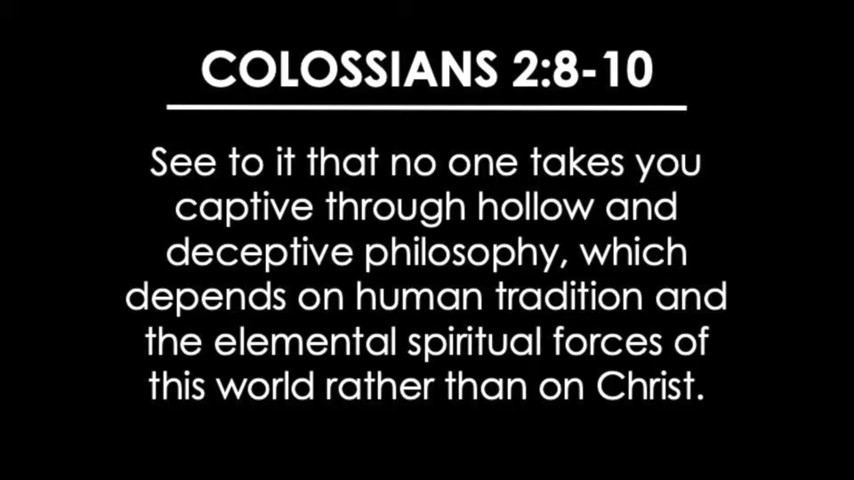 COLOSSIANS 2:8-10
See to it that no one takes you
captive through hollow and
deceptive philosophy, which
depends on human tradition and
the elemental spiritual forces of
this world rather than on Christ.